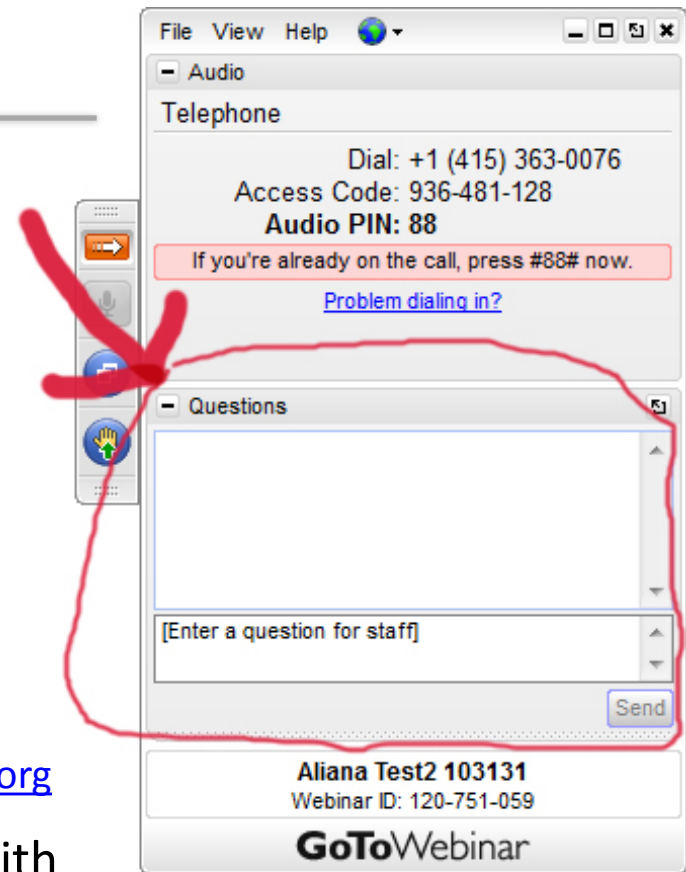 File View Help
Audio
Telephone
Dial: +1 (415) 363-0076
Access Code: 936-481-128
Audio PIN: 88
If you're already on the call, press #88# now.
Problem dialing in?
Questions
[Enter a question for staff]
Send
org
ith
Aliana Test2 103131
Webinar ID: 120-751-059
GoToWebinar